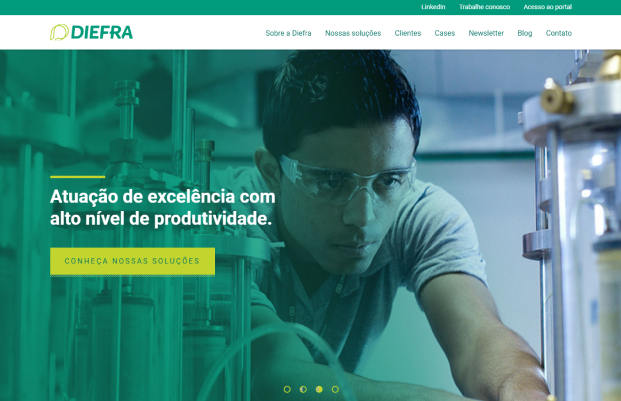 LinkedIn Trabalhe conosco Acesso ao portal
DIEFRA
Sobre a Diefra Nossas soluções Clientes Cases Newsletter Blog Contato
Atuação de excelência com
alto nível de produtividade.
CONHEÇA NOSSAS SOLUÇÕES